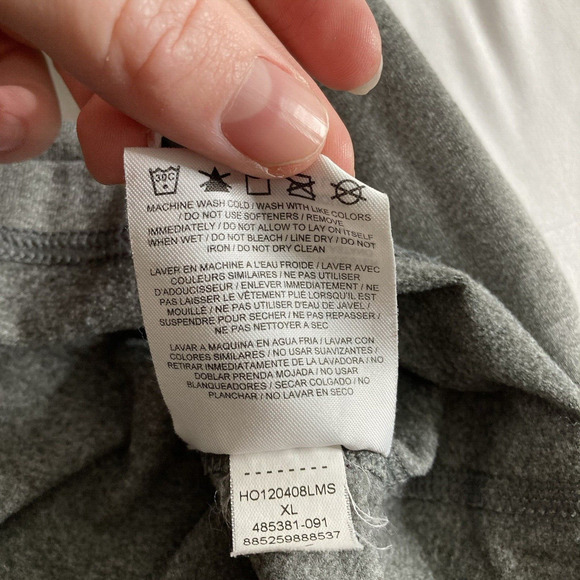 30C
MACHINE WASH COLD / WASH WITH LIKE COLORS
/ DO NOT USE SOFTENERS / REMOVE
IMMEDIATELY / DO NOT ALLOW TO LAY ON ITSELF
WHEN WET / DO NOT BLEACH / LINE DRY / DO NOT
IRON / DO NOT DRY CLEAN
LAVER EN MACHINE A L'EAU FROIDE / LAVER AVEC
COULEURS SIMILAIRES / NE PAS UTILISER
D'ADOUCISSEUR / ENLEVER IMMEDIATEMENT / NE
PAS LAISSER LE VÊTEMENT PLIÉ LORSQU'IL EST
MOUILLÉ / NE PAS UTILISER D'EAU DE JAVEL /
SUSPENDRE POUR SECHER / NE PAS REPASSER /
NE PAS NETTOYER A SEC
LAVAR A MAQUINA EN AGUA FRIA / LAVAR CON
COLORES SIMILARES / NO USAR SUAVIZANTES /
RETIRAR IMMEDIATAMENTE DE LA LAVADORA / NO
DOBLAR PRENDA MOJADA / NO USAR
BLANQUEADORES / SECAR COLGADO / NO
PLANCHAR / NO LAVAR EN SECO
HO120408LMS
XL
485381-091
885259888537